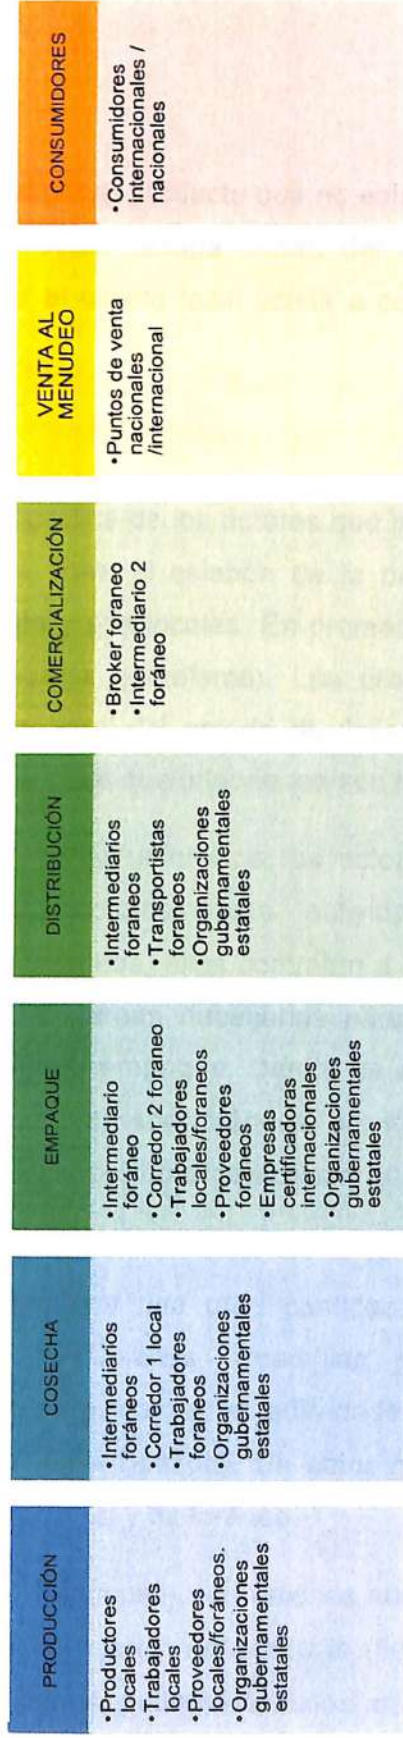 PRODUCCIÓN
•Productores
locales
•Trabajadores
locales
•Proveedores
locales/foráneos.
•Organizaciones
gubernamentales
estatales
COSECHA
•Intermediarios
foráneos
•Corredor 1 local
•Trabajadores
foraneos
•Organizaciones
gubernamentales
estatales
EMPAQUE
•Intermediario
foráneo
•Corredor 2 foraneo
•Trabajadores
locales/foraneos
•Proveedores
foraneos
•Empresas
certificadoras
internacionales
•Organizaciones
gubernamentales
estatales
DISTRIBUCIÓN
•Intermediarios
foraneos
•Transportistas
foraneos
•Organizaciones
gubernamentales
estatales
COMERCIALIZACIÓN
•Broker foraneo
•Intermediario 2
foráneo
VENTA AL
MENUDEO
•Puntos de venta
nacionales
/internacional
CONSUMIDORES
•Consumidores
internacionales /
nacionales